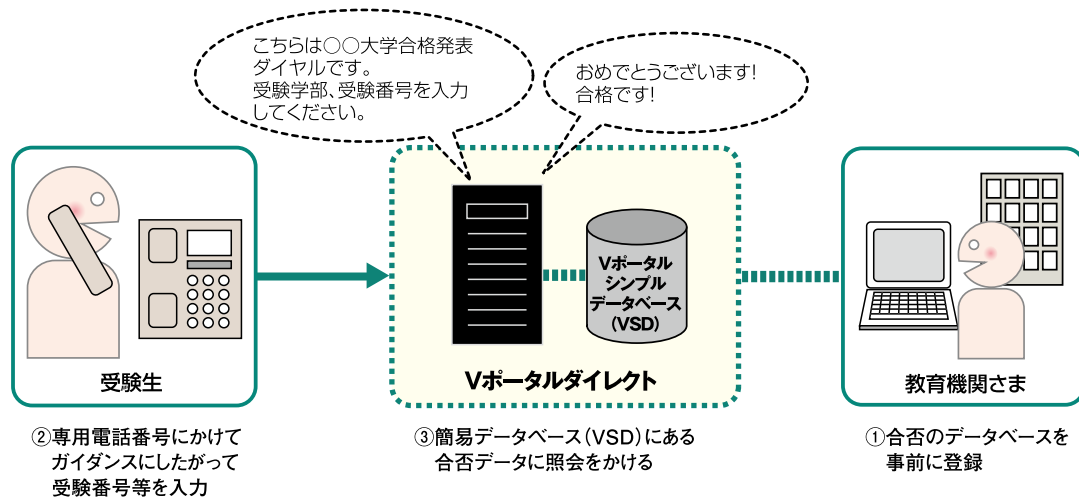 こちらは○○大学合格発表
ダイヤルです。
受験学部、受験番号を入力
してください。
おめでとうございます!
合格です!
Vポータル
シンプル
データベース
(VSD)
受験生
Vポータルダイレクト
教育機関さま
②専用電話番号にかけて
ガイダンスにしたがって
受験番号等を入力
③簡易データベース(VSD)にある
合否データに照会をかける
①合否のデータベースを
事前に登録